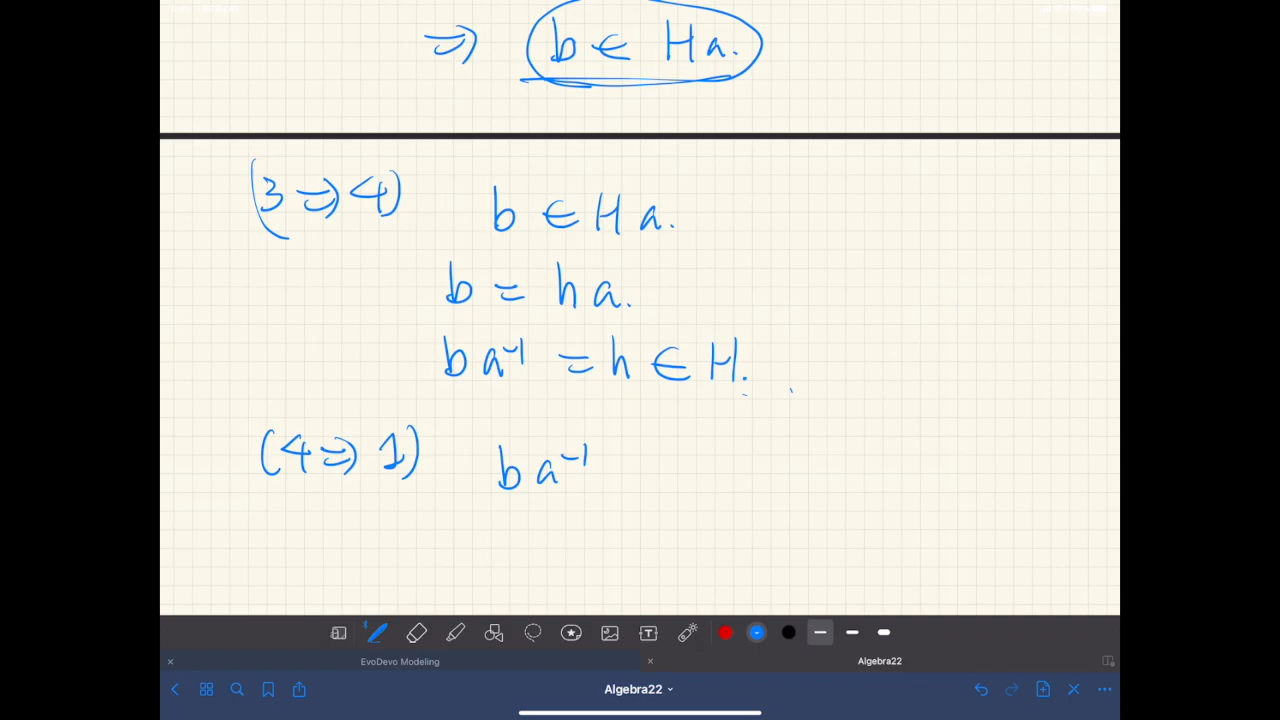 ⇒ b ∈ Ha.
(3 ⇒ 4) b ∈ Ha.
b = ha.
ba⁻¹ = h ∈ H.
(4 ⇒ 1) ba⁻¹
EvoDevo Modeling
Algebra22
Algebra22